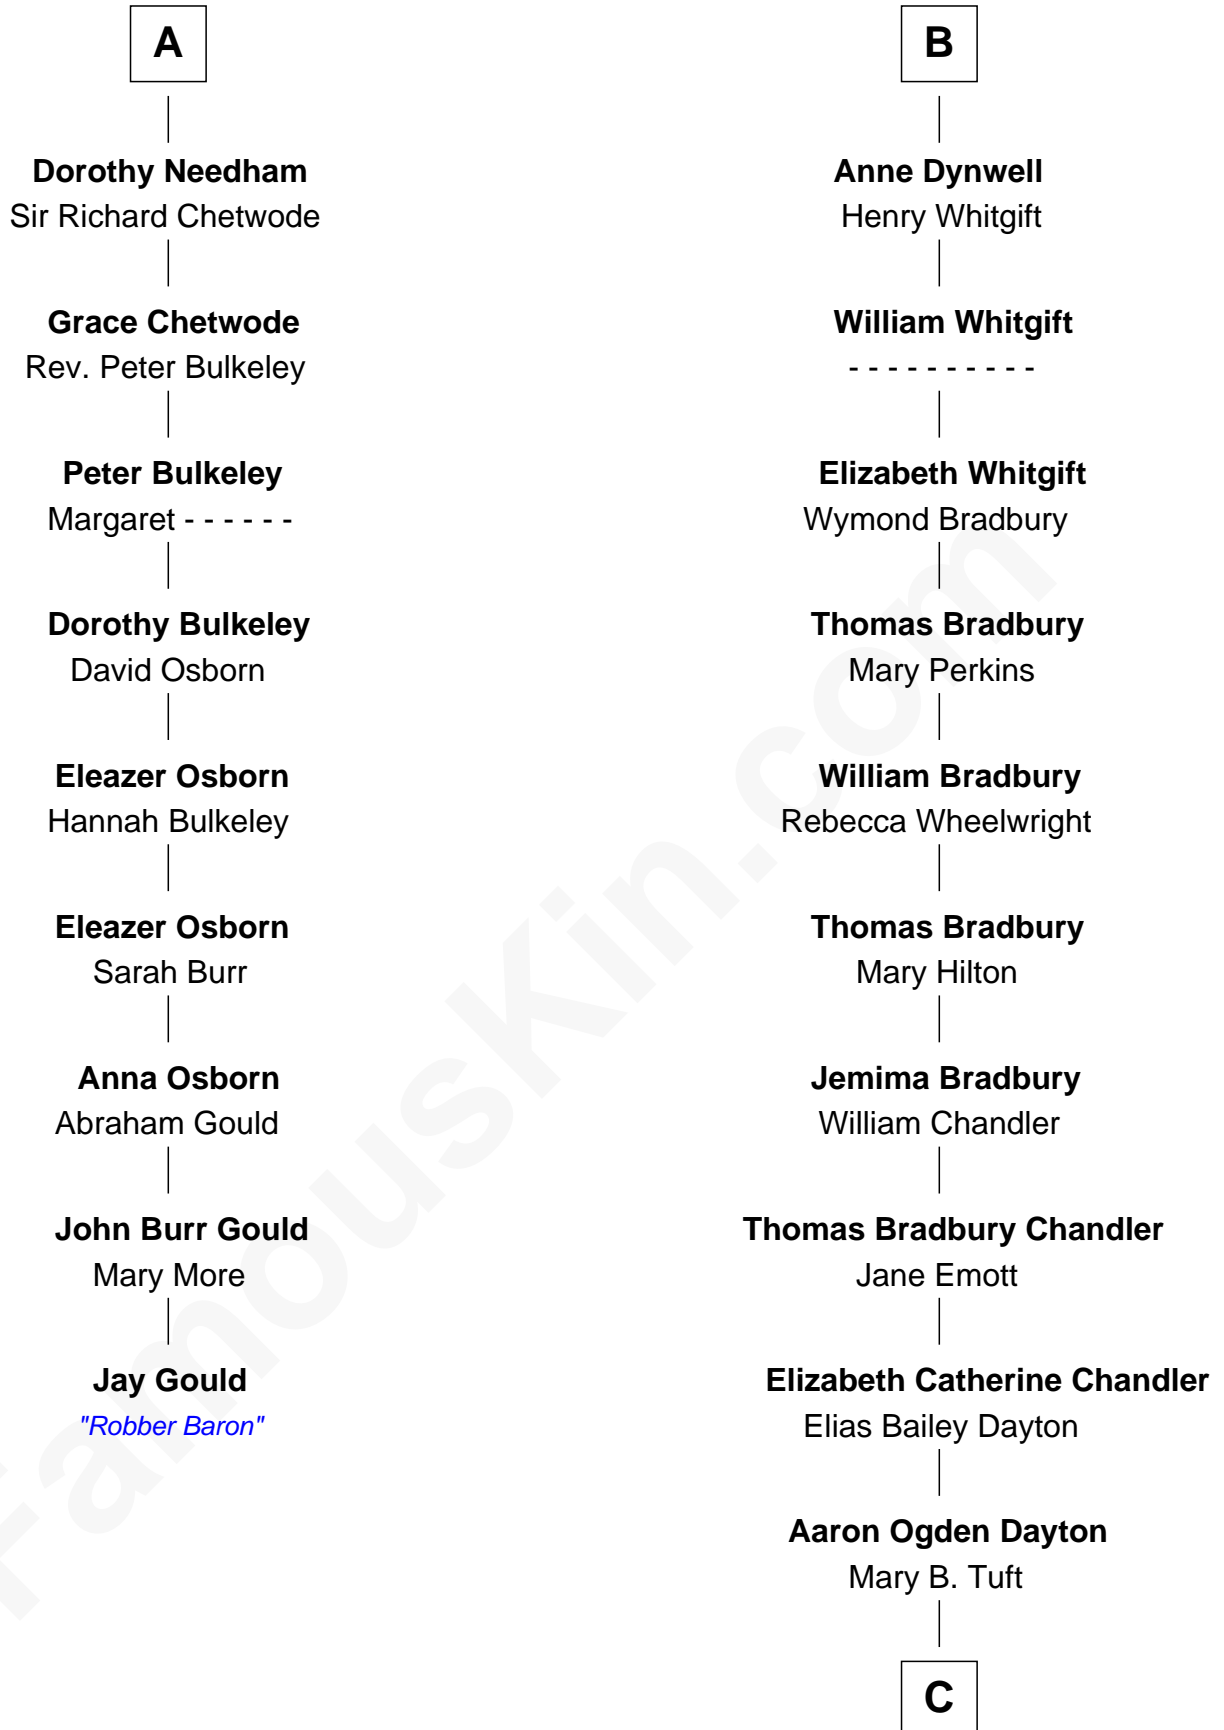 A
Dorothy Needham
Sir Richard Chetwode
Grace Chetwode
Rev. Peter Bulkeley
Peter Bulkeley
Margaret - - - - - -
Dorothy Bulkeley
David Osborn
Eleazer Osborn
Hannah Bulkeley
Eleazer Osborn
Sarah Burr
Anna Osborn
Abraham Gould
John Burr Gould
Mary More
Jay Gould
"Robber Baron"
B
Anne Dynwell
Henry Whitgift
William Whitgift
- - - - - - - - - -
Elizabeth Whitgift
Wymond Bradbury
Thomas Bradbury
Mary Perkins
William Bradbury
Rebecca Wheelwright
Thomas Bradbury
Mary Hilton
Jemima Bradbury
William Chandler
Thomas Bradbury Chandler
Jane Emott
Elizabeth Catherine Chandler
Elias Bailey Dayton
Aaron Ogden Dayton
Mary B. Tuft
C
FamousKin.com